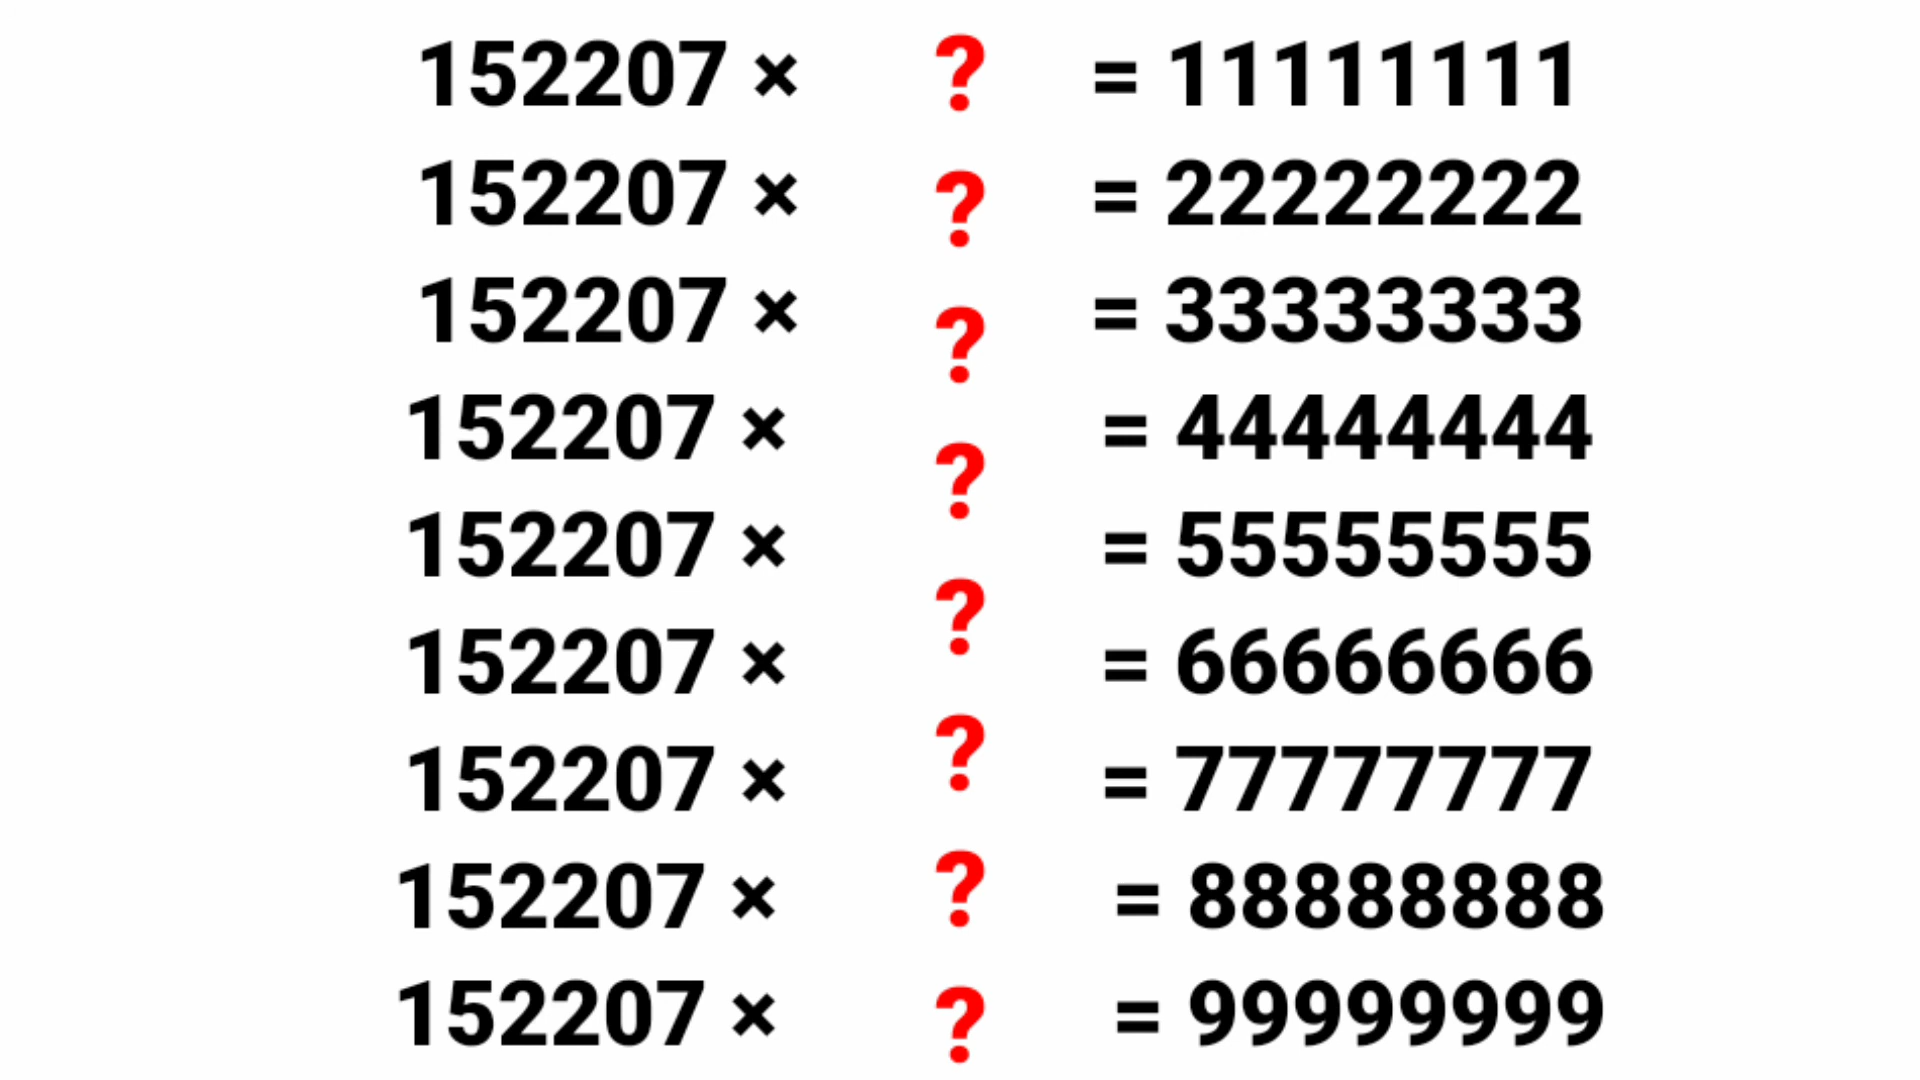 152207 × ? = 11111111
152207 × ? = 22222222
152207 × ? = 33333333
152207 × ? = 44444444
152207 × ? = 55555555
152207 × ? = 66666666
152207 × ? = 77777777
152207 × ? = 88888888
152207 × ? = 99999999